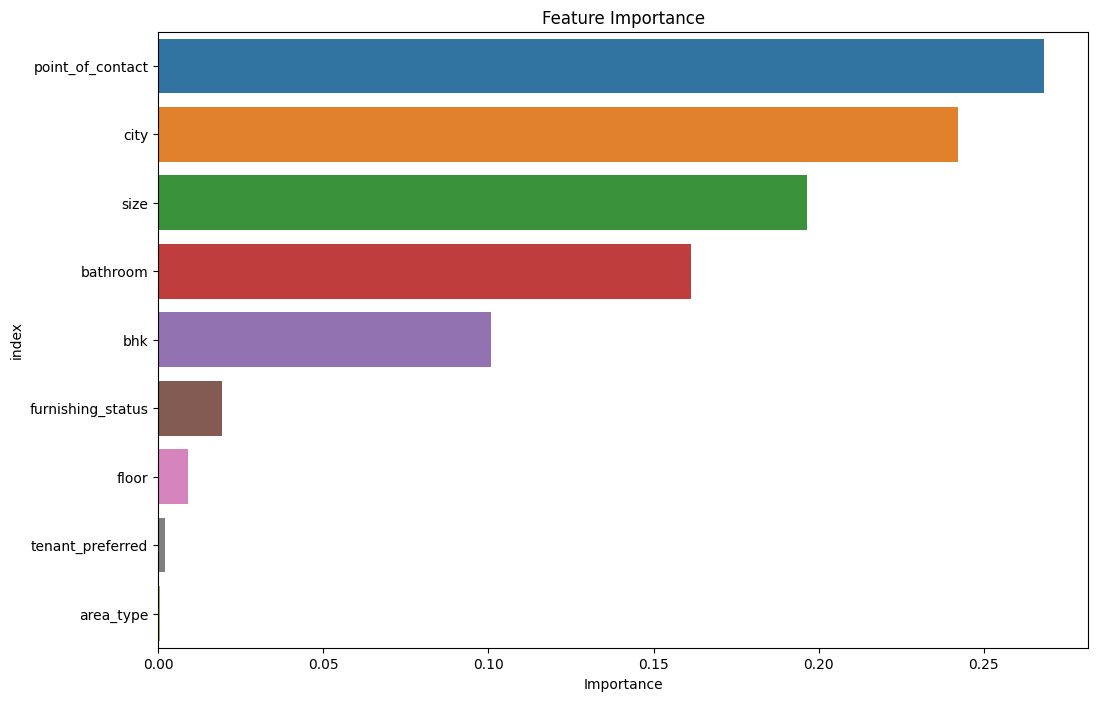 Feature Importance
point_of_contact
city
size
bathroom
bhk
furnishing_status
floor
tenant_preferred
area_type
index
0.00 0.05 0.10 0.15 0.20 0.25
Importance